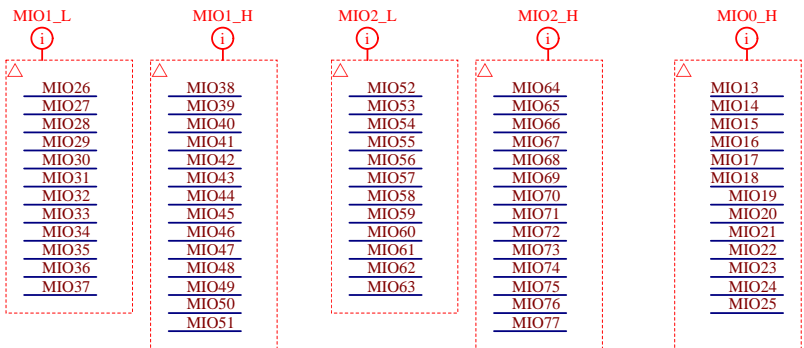 MIO1_L
i
MIO26
MIO27
MIO28
MIO29
MIO30
MIO31
MIO32
MIO33
MIO34
MIO35
MIO36
MIO37
MIO1_H
i
MIO38
MIO39
MIO40
MIO41
MIO42
MIO43
MIO44
MIO45
MIO46
MIO47
MIO48
MIO49
MIO50
MIO51
MIO2_L
i
MIO52
MIO53
MIO54
MIO55
MIO56
MIO57
MIO58
MIO59
MIO60
MIO61
MIO62
MIO63
MIO2_H
i
MIO64
MIO65
MIO66
MIO67
MIO68
MIO69
MIO70
MIO71
MIO72
MIO73
MIO74
MIO75
MIO76
MIO77
MIO0_H
i
MIO13
MIO14
MIO15
MIO16
MIO17
MIO18
MIO19
MIO20
MIO21
MIO22
MIO23
MIO24
MIO25